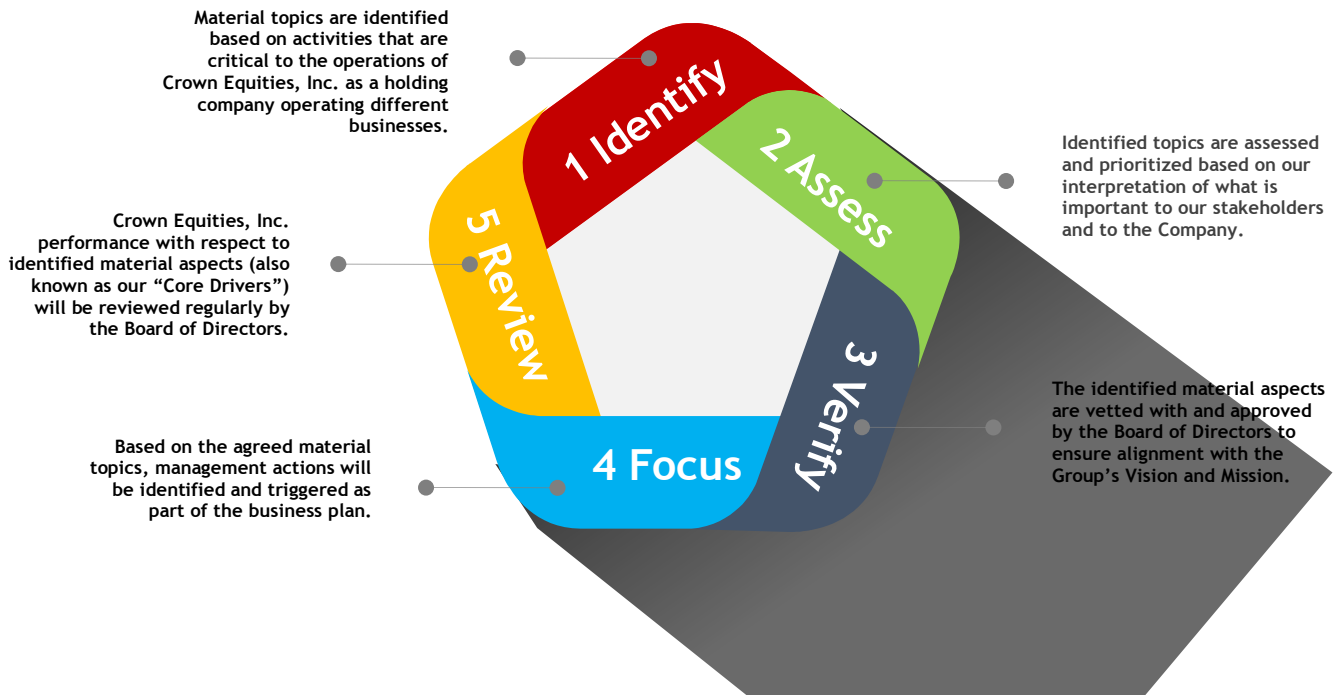 Material topics are identified
based on activities that are
critical to the operations of
Crown Equities, Inc. as a holding
company operating different
businesses.
1 Identify
2 Assess
Identified topics are assessed
and prioritized based on our
interpretation of what is
important to our stakeholders
and to the Company.
3 Verify
The identified material aspects
are vetted with and approved
by the Board of Directors to
ensure alignment with the
Group’s Vision and Mission.
4 Focus
Based on the agreed material
topics, management actions will
be identified and triggered as
part of the business plan.
5 Review
Crown Equities, Inc.
performance with respect to
identified material aspects (also
known as our “Core Drivers”)
will be reviewed regularly by
the Board of Directors.